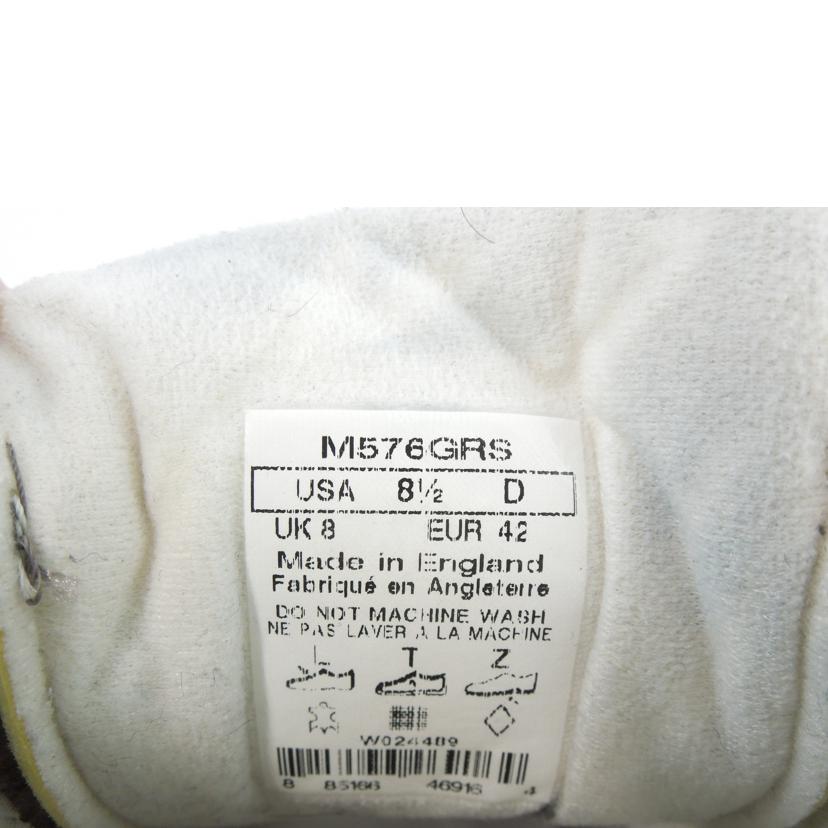 M576GRS
USA 8½ D
UK 8 EUR 42
Made in England
Fabriqué en Angleterre
DO NOT MACHINE WASH
NE PAS LAVER A LA MACHINE
L T Z
W024489
8 85166 46916 4